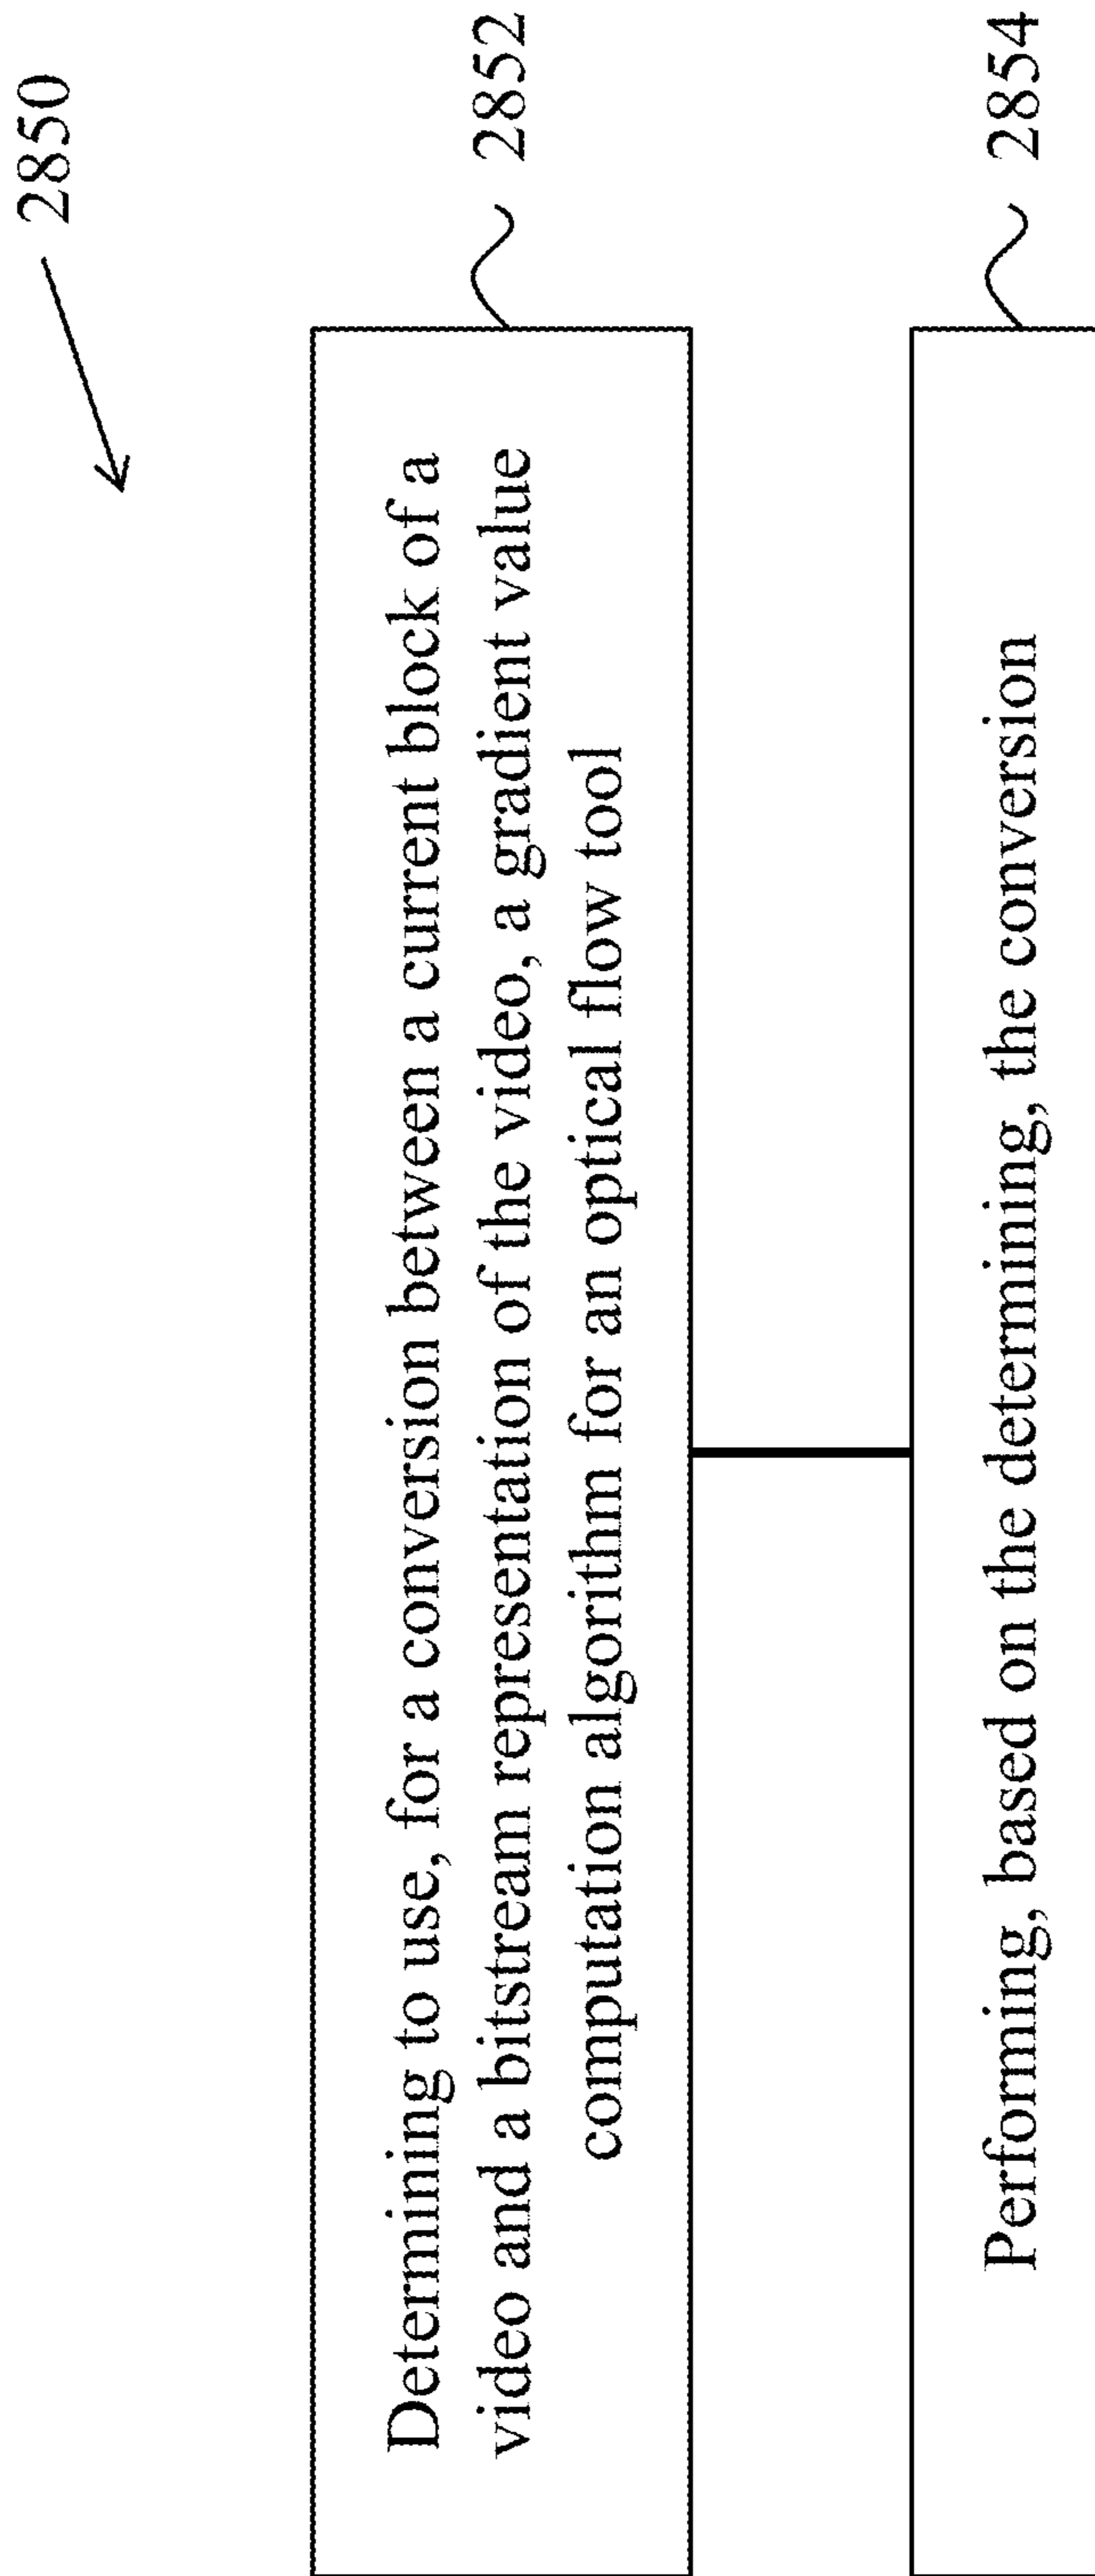 2850
Determining to use, for a conversion between a current block of a
video and a bitstream representation of the video, a gradient value
computation algorithm for an optical flow tool
2852
Performing, based on the determining, the conversion
2854